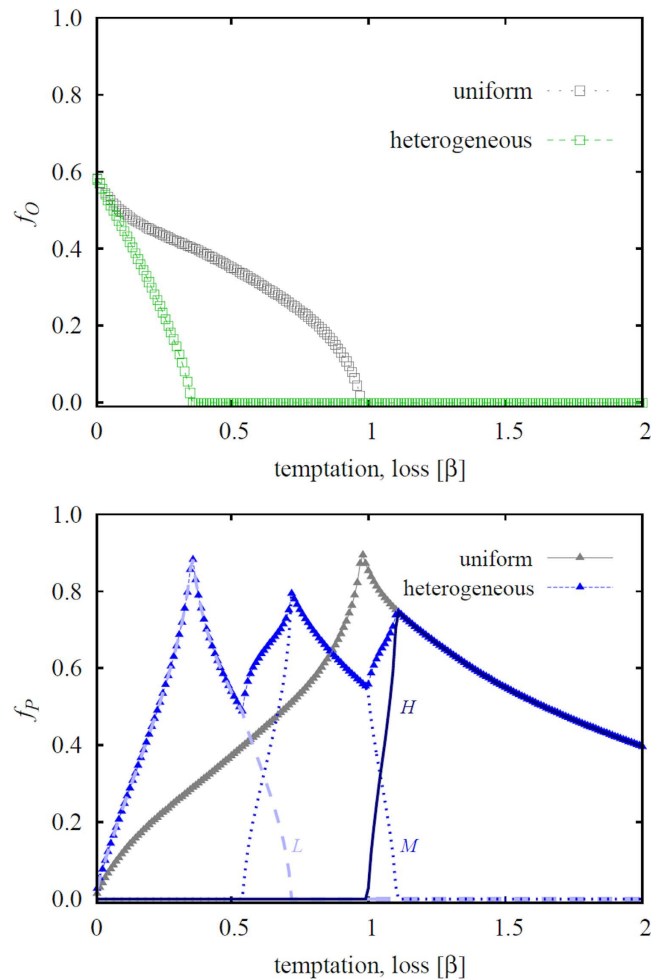 1.0
0.8
0.6
0.4
0.2
0.0
f_O
uniform
heterogeneous
0
0.5
1
1.5
2
temptation, loss [β]
1.0
0.8
0.6
0.4
0.2
0.0
f_P
uniform
heterogeneous
H
L
M
0
0.5
1
1.5
2
temptation, loss [β]